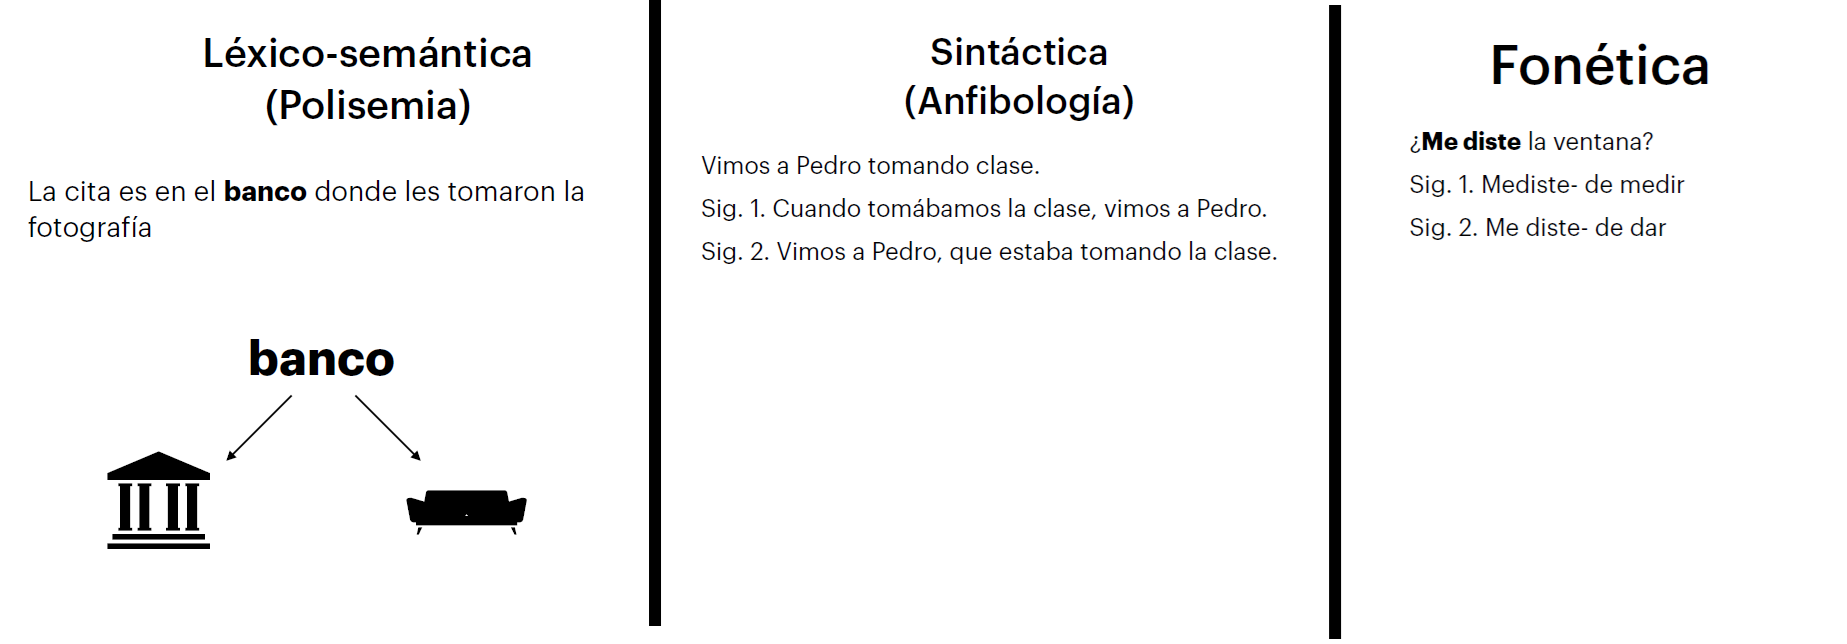 Léxico-semántica
(Polisemia)
La cita es en el banco donde les tomaron la
fotografía
banco
Sintáctica
(Anfibología)
Vimos a Pedro tomando clase.
Sig. 1. Cuando tomábamos la clase, vimos a Pedro.
Sig. 2. Vimos a Pedro, que estaba tomando la clase.
Fonética
¿Me diste la ventana?
Sig. 1. Mediste- de medir
Sig. 2. Me diste- de dar